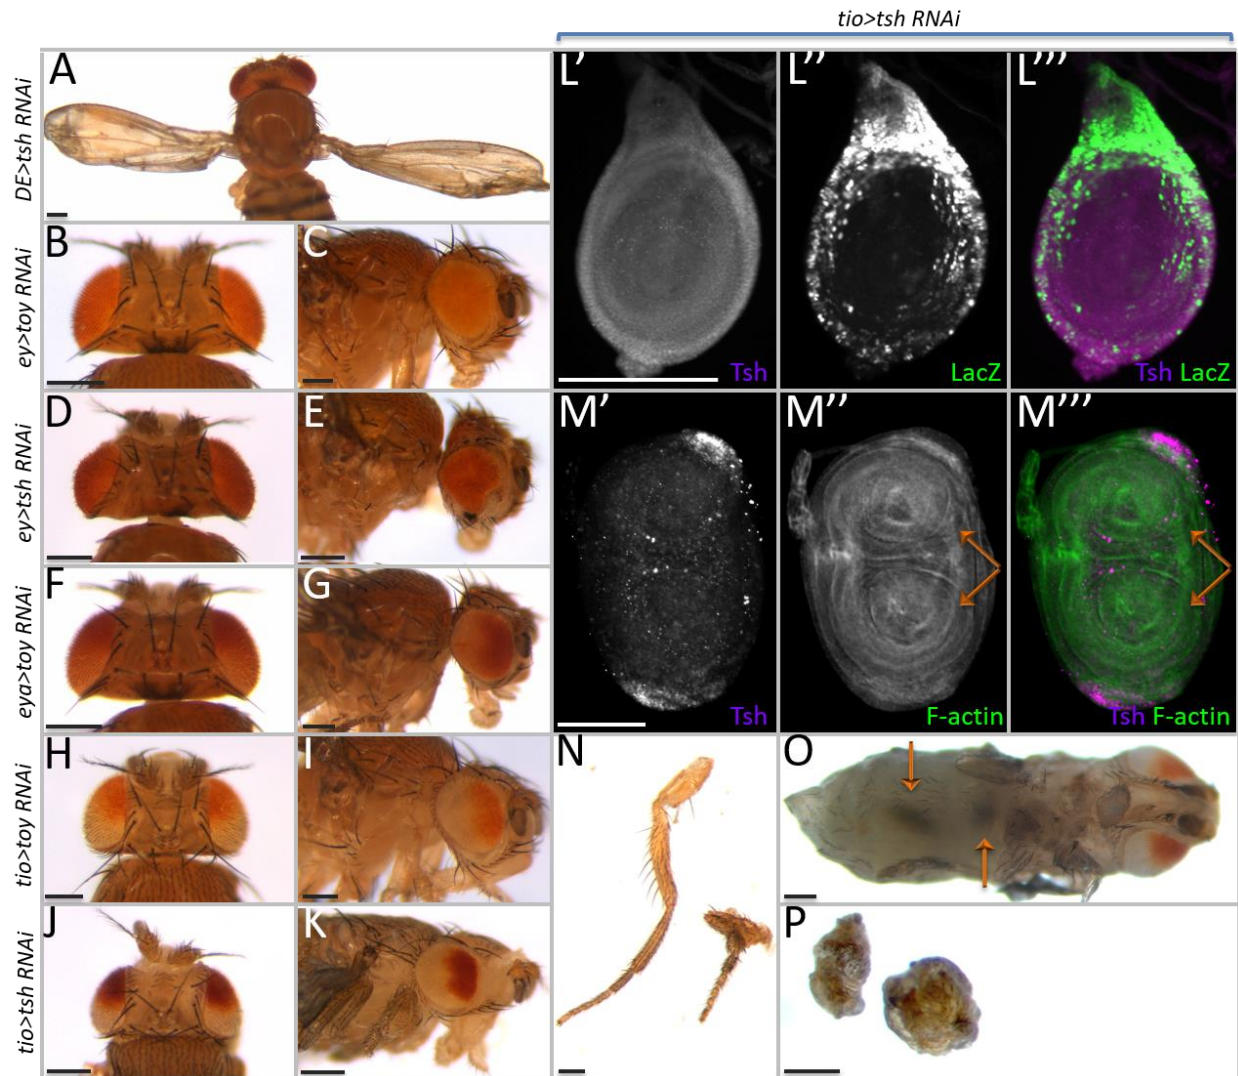 tio>tsh RNAi
DE>tsh RNAi
A
L'
L''
L'''
Tsh
LacZ
Tsh LacZ
ey>toy RNAi
B
C
ey>tsh RNAi
D
E
M'
M''
M'''
Tsh
F-actin
Tsh F-actin
eya>toy RNAi
F
G
tio>toy RNAi
H
I
N
O
tio>tsh RNAi
J
K
P